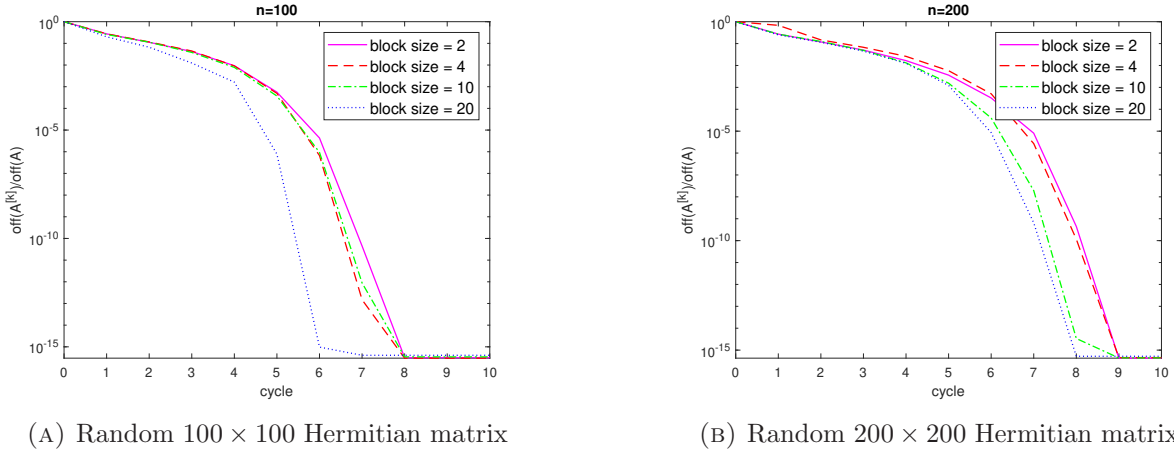 n=100
off(A^[k])/off(A)
10^0
10^-5
10^-10
10^-15
block size = 2
block size = 4
block size = 10
block size = 20
0 1 2 3 4 5 6 7 8 9 10
cycle
(A) Random 100 × 100 Hermitian matrix
n=200
off(A^[k])/off(A)
10^0
10^-5
10^-10
10^-15
block size = 2
block size = 4
block size = 10
block size = 20
0 1 2 3 4 5 6 7 8 9 10
cycle
(B) Random 200 × 200 Hermitian matrix